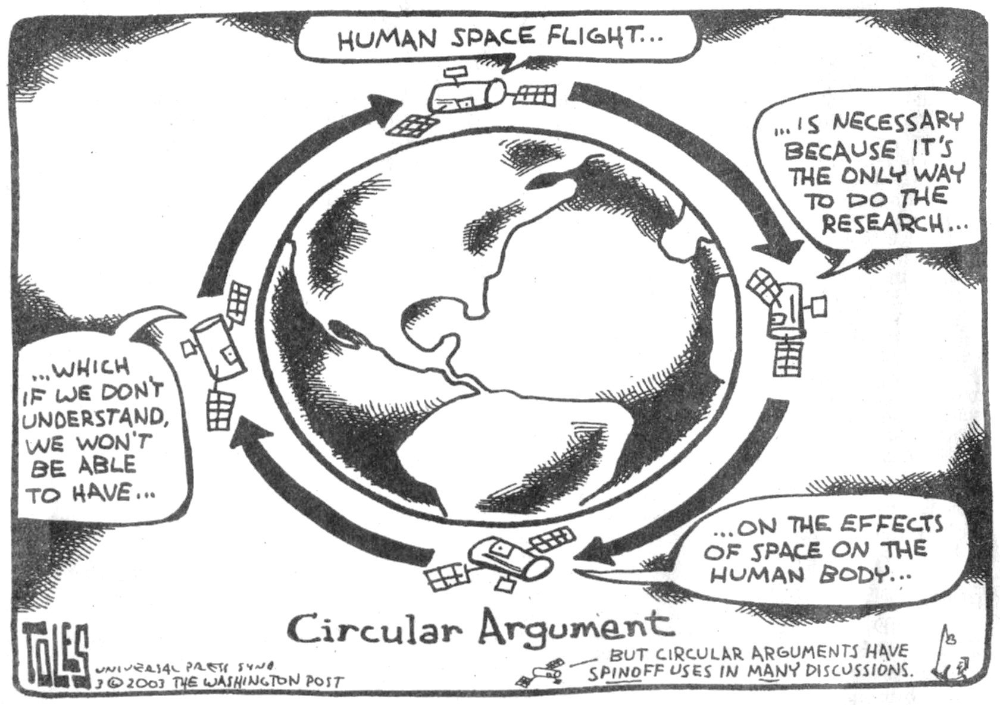 HUMAN SPACE FLIGHT...
...IS NECESSARY
BECAUSE IT'S
THE ONLY WAY
TO DO THE
RESEARCH...
...ON THE EFFECTS
OF SPACE ON THE
HUMAN BODY...
...WHICH
IF WE DON'T
UNDERSTAND,
WE WON'T
BE ABLE
TO HAVE...
Circular Argument
BUT CIRCULAR ARGUMENTS HAVE
SPINOFF USES IN MANY DISCUSSIONS.
TOLES
UNIVERSAL PRESS SYND.
3 © 2003 THE WASHINGTON POST